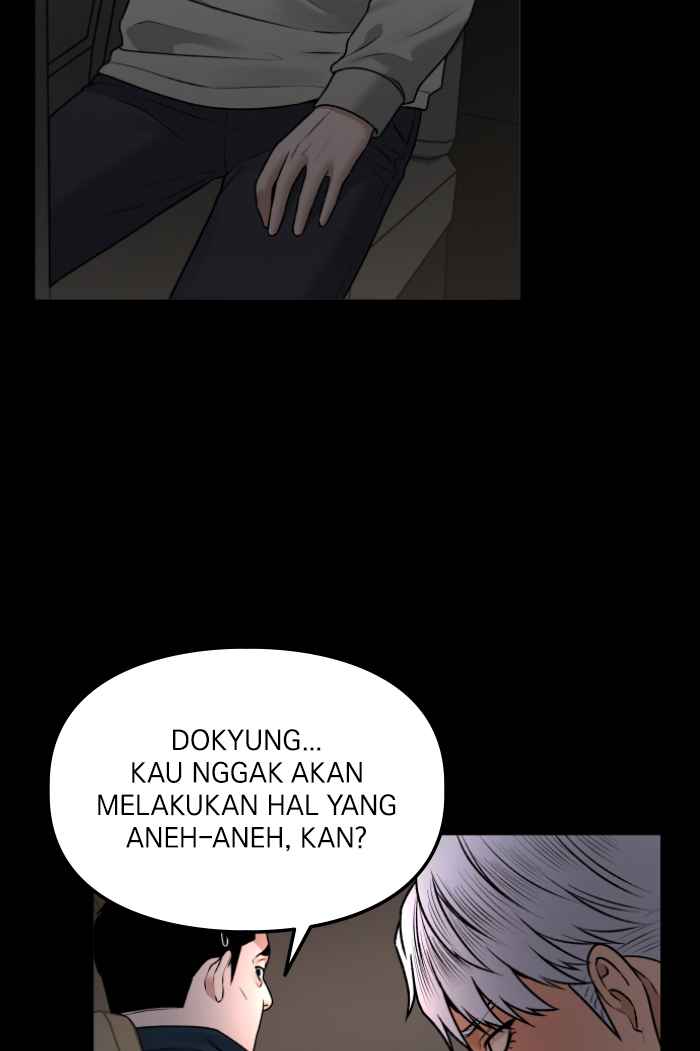 DOKYUNG...
KAU NGGAK AKAN
MELAKUKAN HAL YANG
ANEH-ANEH, KAN?